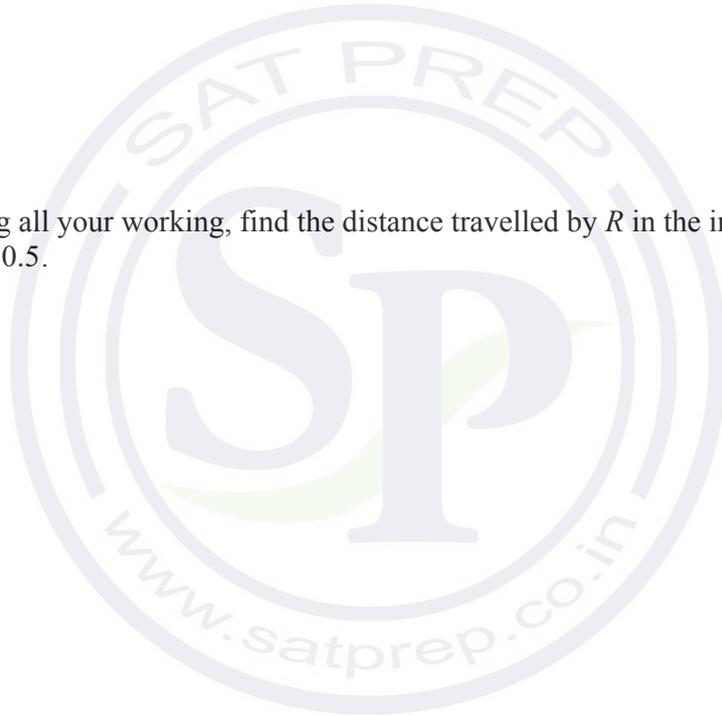 SAT PREP
g all your working, find the distance travelled by R in the in
0.5.
SP
www.satprep.co.in